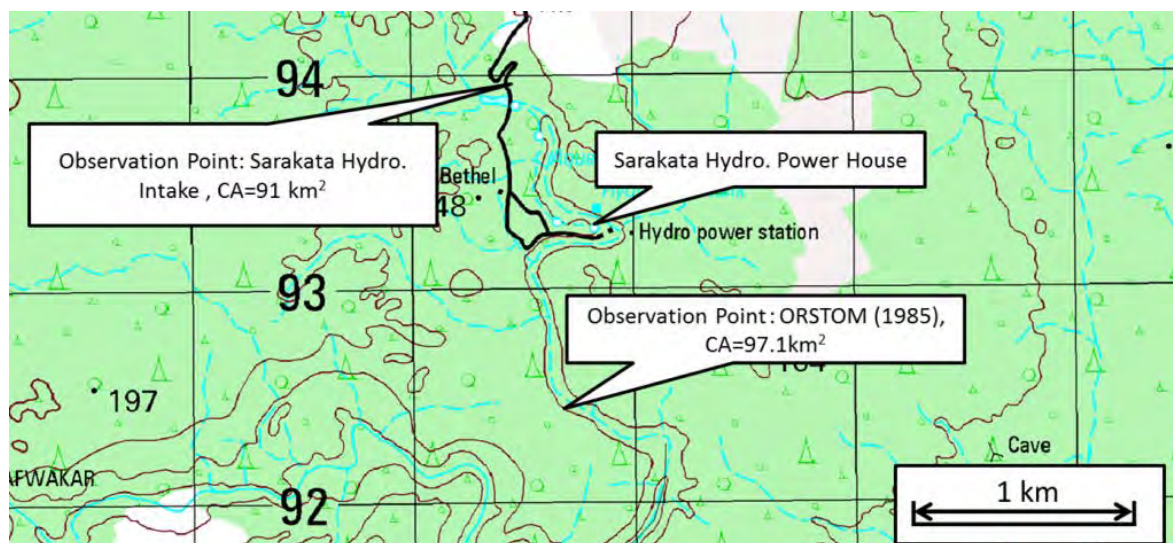 94
Observation Point: Sarakata Hydro.
Intake , CA=91 km²
Sarakata Hydro. Power House
Bethel
48
Hydro power station
93
Observation Point: ORSTOM (1985),
CA=97.1km²
197
Cave
AFWAKAR
92
1 km